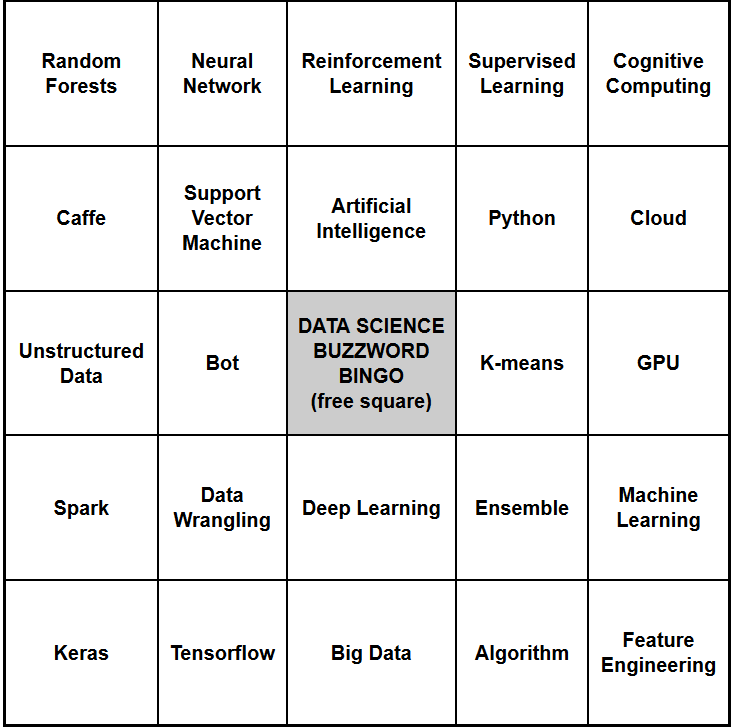 Random
Forests
Neural
Network
Reinforcement
Learning
Supervised
Learning
Cognitive
Computing
Caffe
Support
Vector
Machine
Artificial
Intelligence
Python
Cloud
Unstructured
Data
Bot
DATA SCIENCE
BUZZWORD
BINGO
(free square)
K-means
GPU
Spark
Data
Wrangling
Deep Learning
Ensemble
Machine
Learning
Keras
Tensorflow
Big Data
Algorithm
Feature
Engineering